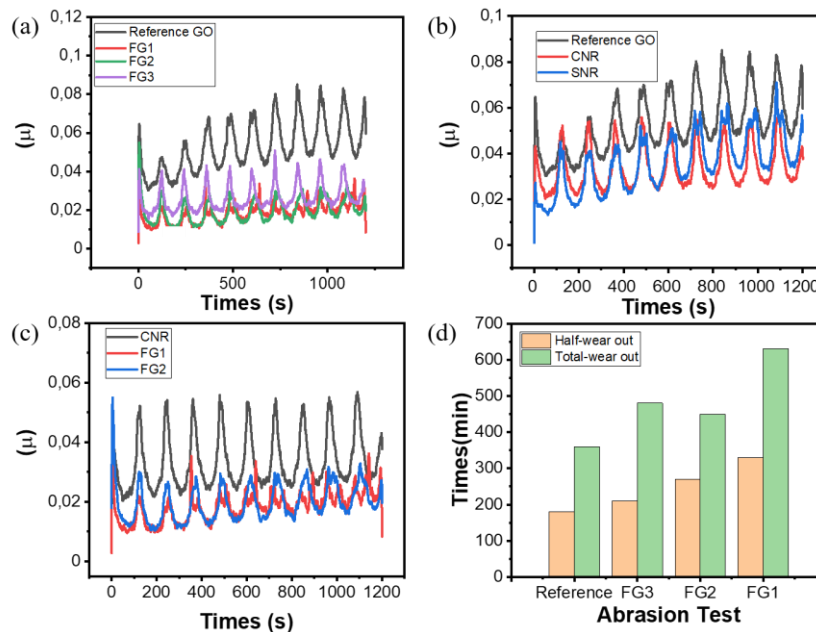 (a)
0,12
0,1
0,08
0,06
0,04
0,02
0
(μ)
Reference GO
FG1
FG2
FG3
0
500
1000
Times (s)
(b)
0,1
0,08
0,06
0,04
0,02
0
(μ)
Reference GO
CNR
SNR
0 200 400 600 800 1000 1200
Times (s)
(c)
0,08
0,06
0,04
0,02
0
(μ)
CNR
FG1
FG2
0 200 400 600 800 1000 1200
Times (s)
(d)
700
600
500
400
300
200
100
0
Times(min)
Half-wear out
Total-wear out
Reference FG3 FG2 FG1
Abrasion Test